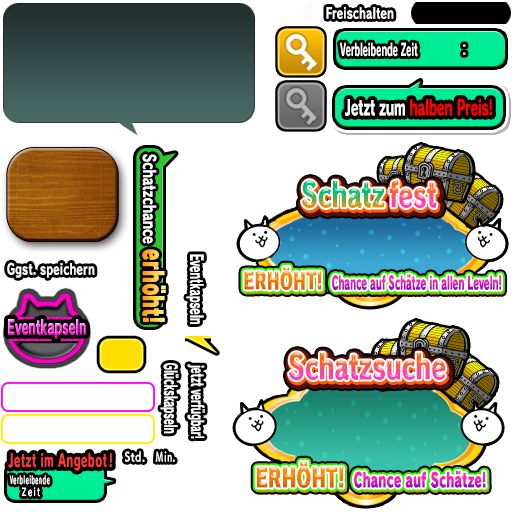 Freischalten
Verbleibende Zeit :
Jetzt zum halben Preis!
Schatzchance erhöht!
Schatzfest
ERHÖHT! Chance auf Schätze in allen Leveln!
Ggst. speichern
Eventkapseln
Eventkapseln
Jetzt verfügbar!
Glückskapseln
Schatzsuche
ERHÖHT! Chance auf Schätze!
Jetzt im Angebot!
Std. Min.
Verbleibende
Zeit